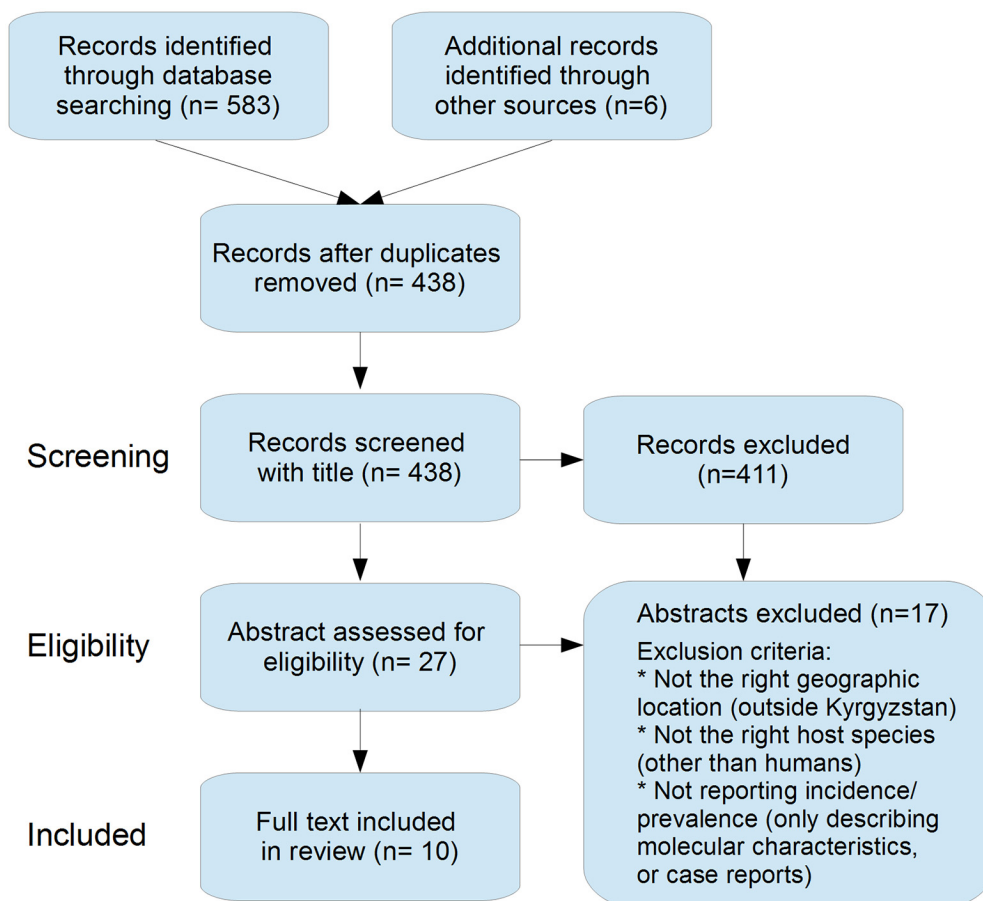 Records identified
through database
searching (n= 583)
Additional records
identified through
other sources (n=6)
Records after duplicates
removed (n= 438)
Screening
Records screened
with title (n= 438)
Records excluded
(n=411)
Eligibility
Abstract assessed for
eligibility (n= 27)
Abstracts excluded (n=17)
Exclusion criteria:
* Not the right geographic
location (outside Kyrgyzstan)
* Not the right host species
(other than humans)
* Not reporting incidence/
prevalence (only describing
molecular characteristics,
or case reports)
Included
Full text included
in review (n= 10)